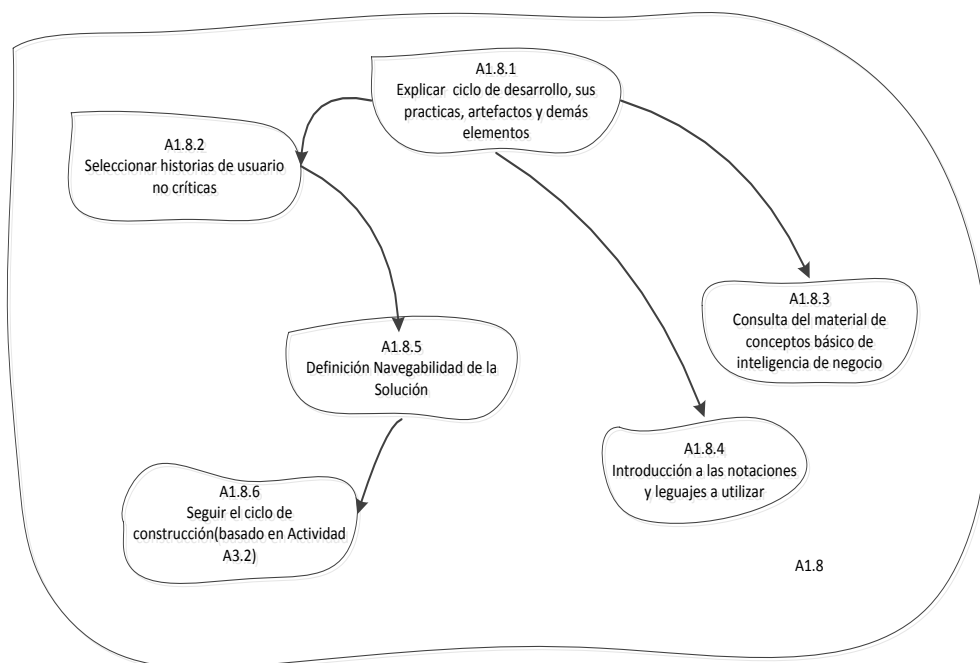 A1.8.1
Explicar ciclo de desarrollo, sus
practicas, artefactos y demás
elementos
A1.8.2
Seleccionar historias de usuario
no críticas
A1.8.3
Consulta del material de
conceptos básico de
inteligencia de negocio
A1.8.5
Definición Navegabilidad de la
Solución
A1.8.4
Introducción a las notaciones
y leguajes a utilizar
A1.8.6
Seguir el ciclo de
construcción(basado en Actividad
A3.2)
A1.8